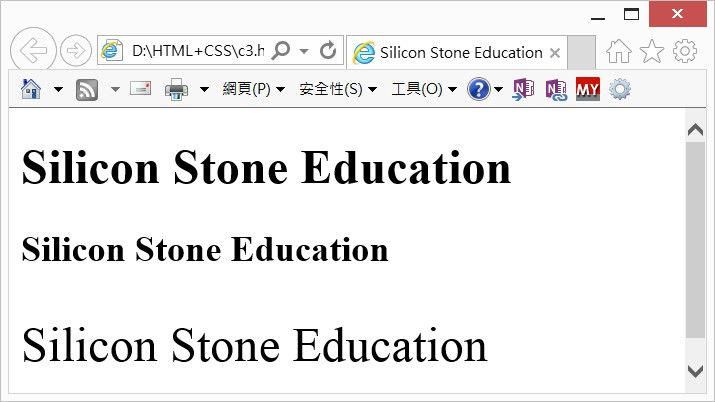 D:\HTML+CSS\c3.h
Silicon Stone Education
網頁(P)
安全性(S)
工具(O)
?
N
N
MY
Silicon Stone Education
Silicon Stone Education
Silicon Stone Education